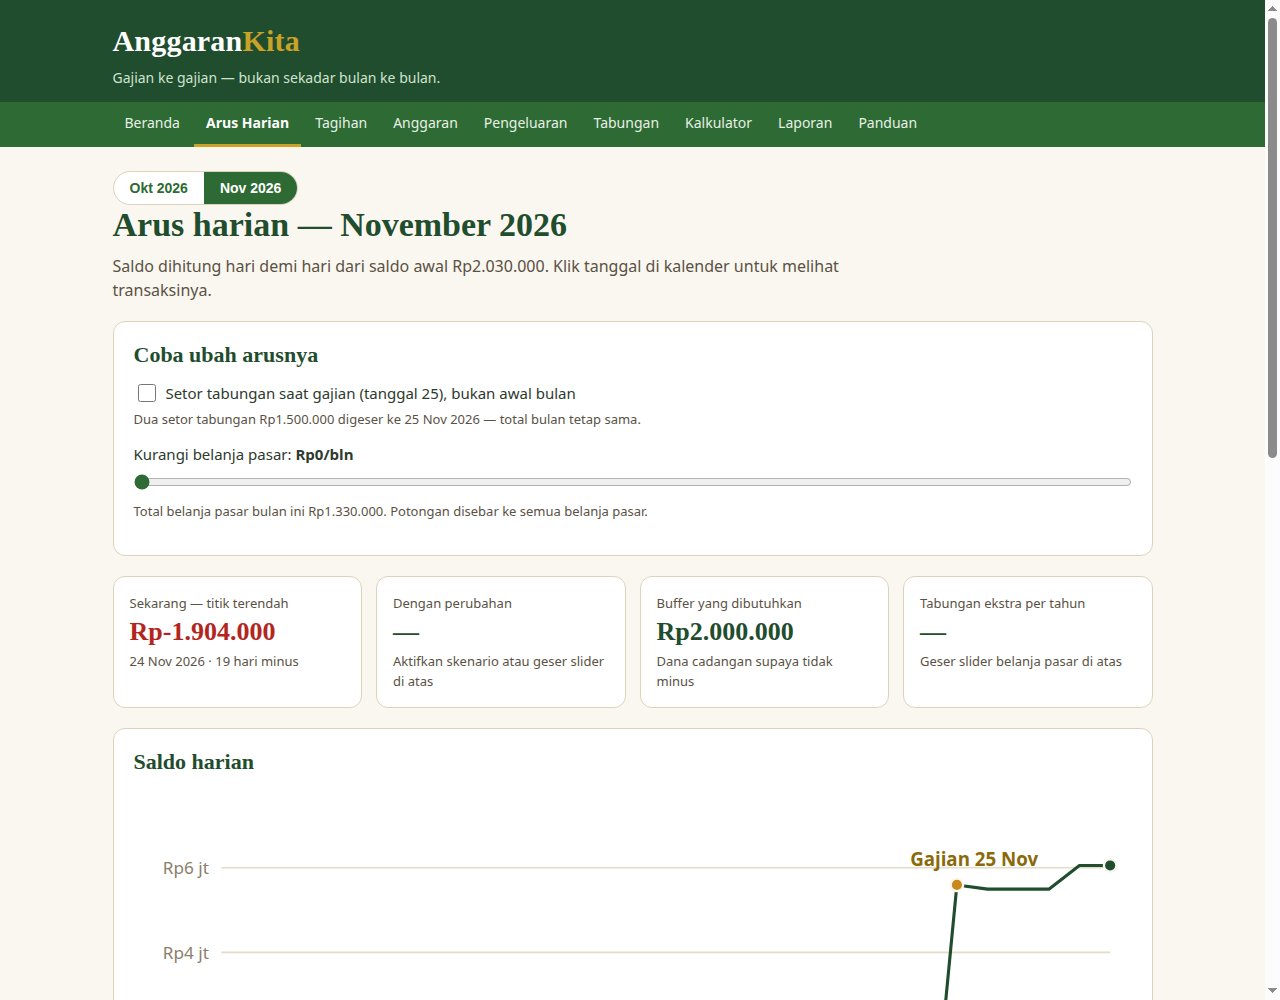 AnggaranKita
Gajian ke gajian — bukan sekadar bulan ke bulan.
Beranda Arus Harian Tagihan Anggaran Pengeluaran Tabungan Kalkulator Laporan Panduan
Okt 2026 Nov 2026
Arus harian — November 2026
Saldo dihitung hari demi hari dari saldo awal Rp2.030.000. Klik tanggal di kalender untuk melihat
transaksinya.
Coba ubah arusnya
Setor tabungan saat gajian (tanggal 25), bukan awal bulan
Dua setor tabungan Rp1.500.000 digeser ke 25 Nov 2026 — total bulan tetap sama.
Kurangi belanja pasar: Rp0/bln
Total belanja pasar bulan ini Rp1.330.000. Potongan disebar ke semua belanja pasar.
Sekarang — titik terendah
Rp-1.904.000
24 Nov 2026 · 19 hari minus
Dengan perubahan
—
Aktifkan skenario atau geser slider
di atas
Buffer yang dibutuhkan
Rp2.000.000
Dana cadangan supaya tidak
minus
Tabungan ekstra per tahun
—
Geser slider belanja pasar di atas
Saldo harian
Gajian 25 Nov
Rp6 jt
Rp4 jt